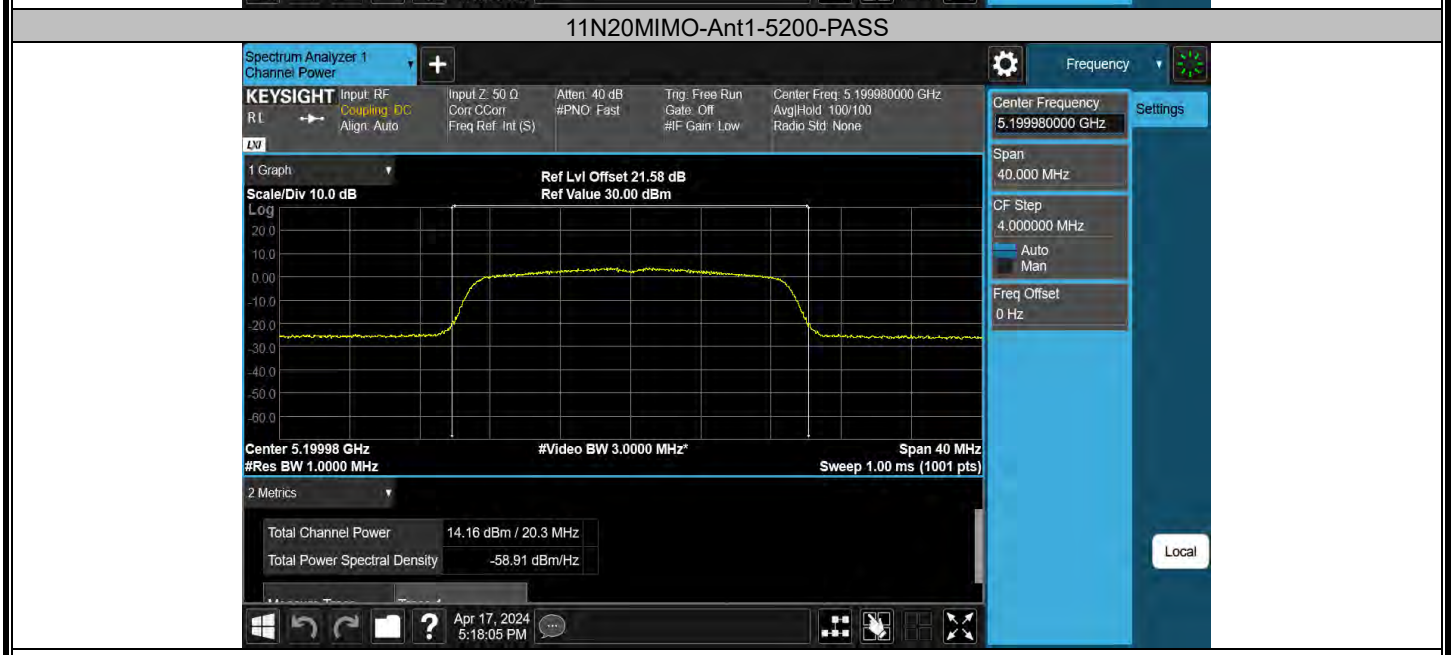 11N20MIMO-Ant1-5200-PASS
Spectrum Analyzer 1
Channel Power
Frequency
KEYSIGHT
RL
LXI
Input: RF
Coupling: DC
Align: Auto
Input Z: 50 Ω
Corr CCorr
Freq Ref: Int (S)
Atten: 40 dB
#PNO: Fast
Trig: Free Run
Gate: Off
#IF Gain: Low
Center Freq: 5.199980000 GHz
Avg|Hold: 100/100
Radio Std: None
Center Frequency
5.199980000 GHz
Settings
Span
40.000 MHz
CF Step
4.000000 MHz
Auto
Man
Freq Offset
0 Hz
1 Graph
Scale/Div 10.0 dB
Ref Lvl Offset 21.58 dB
Ref Value 30.00 dBm
Log
20.0
10.0
0.00
-10.0
-20.0
-30.0
-40.0
-50.0
-60.0
Center 5.19998 GHz
#Res BW 1.0000 MHz
#Video BW 3.0000 MHz*
Span 40 MHz
Sweep 1.00 ms (1001 pts)
2 Metrics
Total Channel Power 14.16 dBm / 20.3 MHz
Total Power Spectral Density -58.91 dBm/Hz
Local
?
Apr 17, 2024
5:18:05 PM